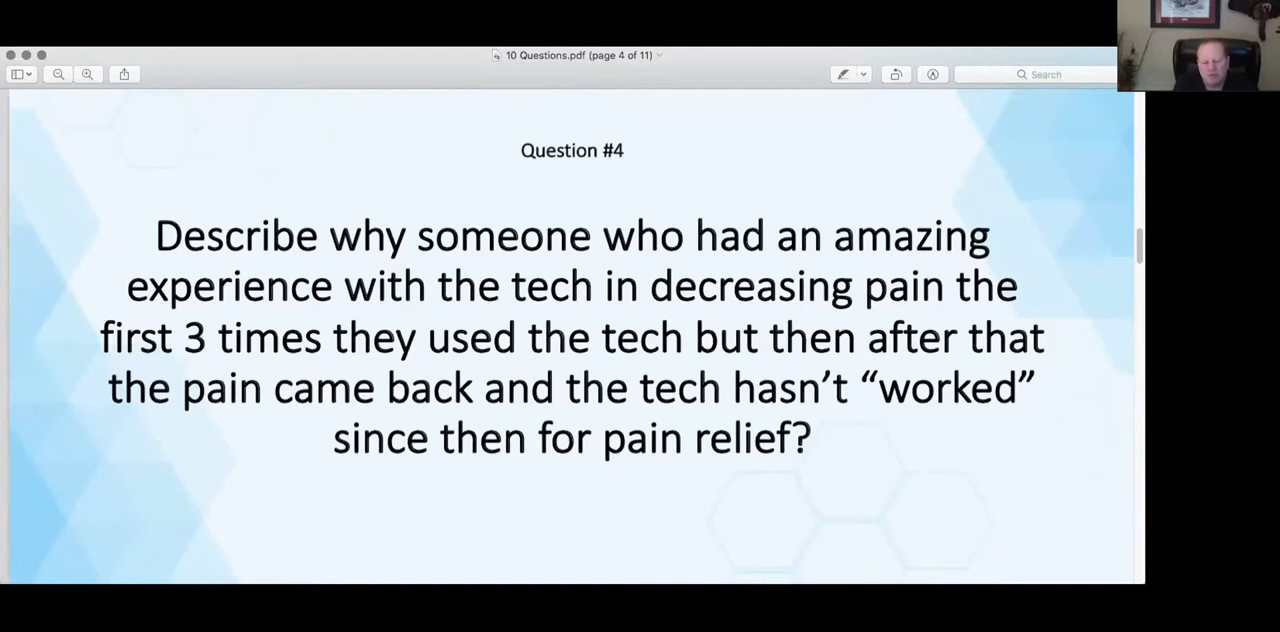 10 Questions.pdf (page 4 of 11)
Search
Question #4
Describe why someone who had an amazing
experience with the tech in decreasing pain the
first 3 times they used the tech but then after that
the pain came back and the tech hasn’t “worked”
since then for pain relief?